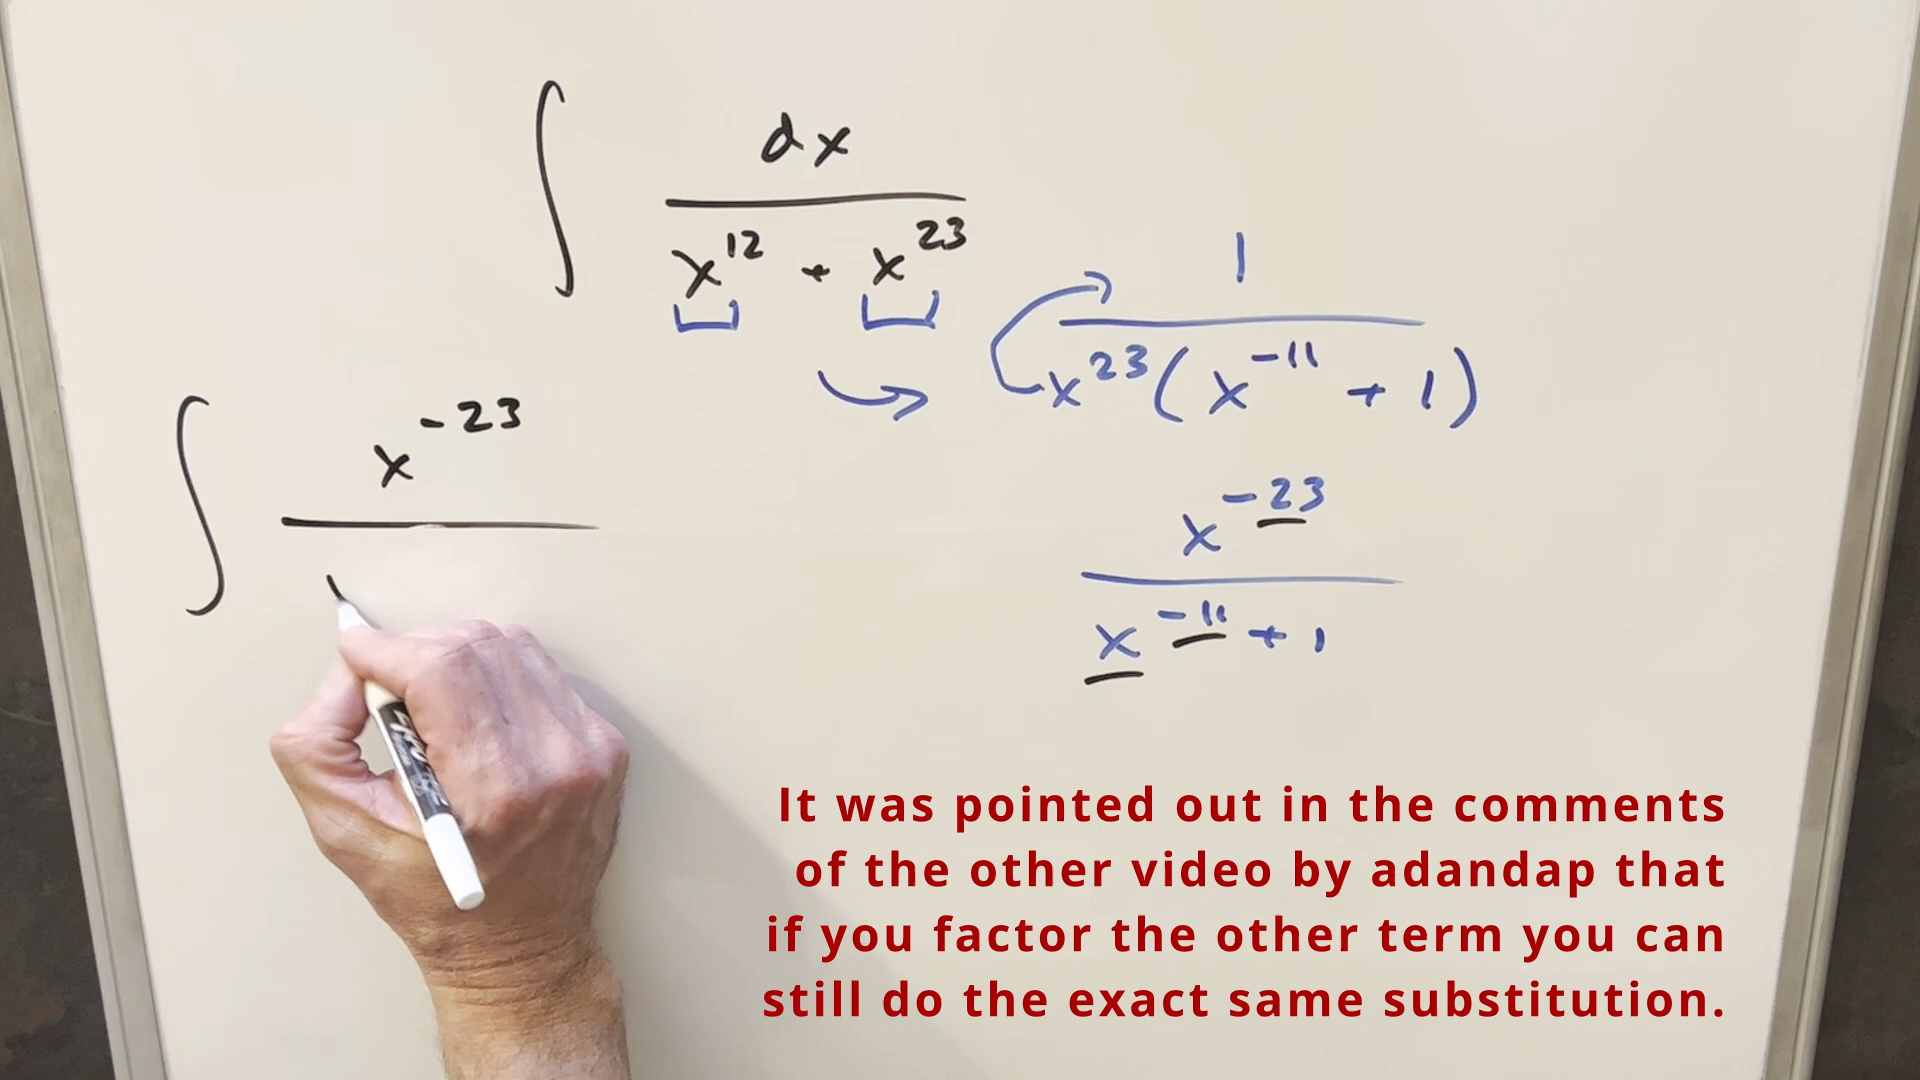 ∫ dx
x^12 + x^23
1
x^23(x^-11 + 1)
∫ x^-23
x^-23
x^-11 + 1
It was pointed out in the comments
of the other video by adandap that
if you factor the other term you can
still do the exact same substitution.